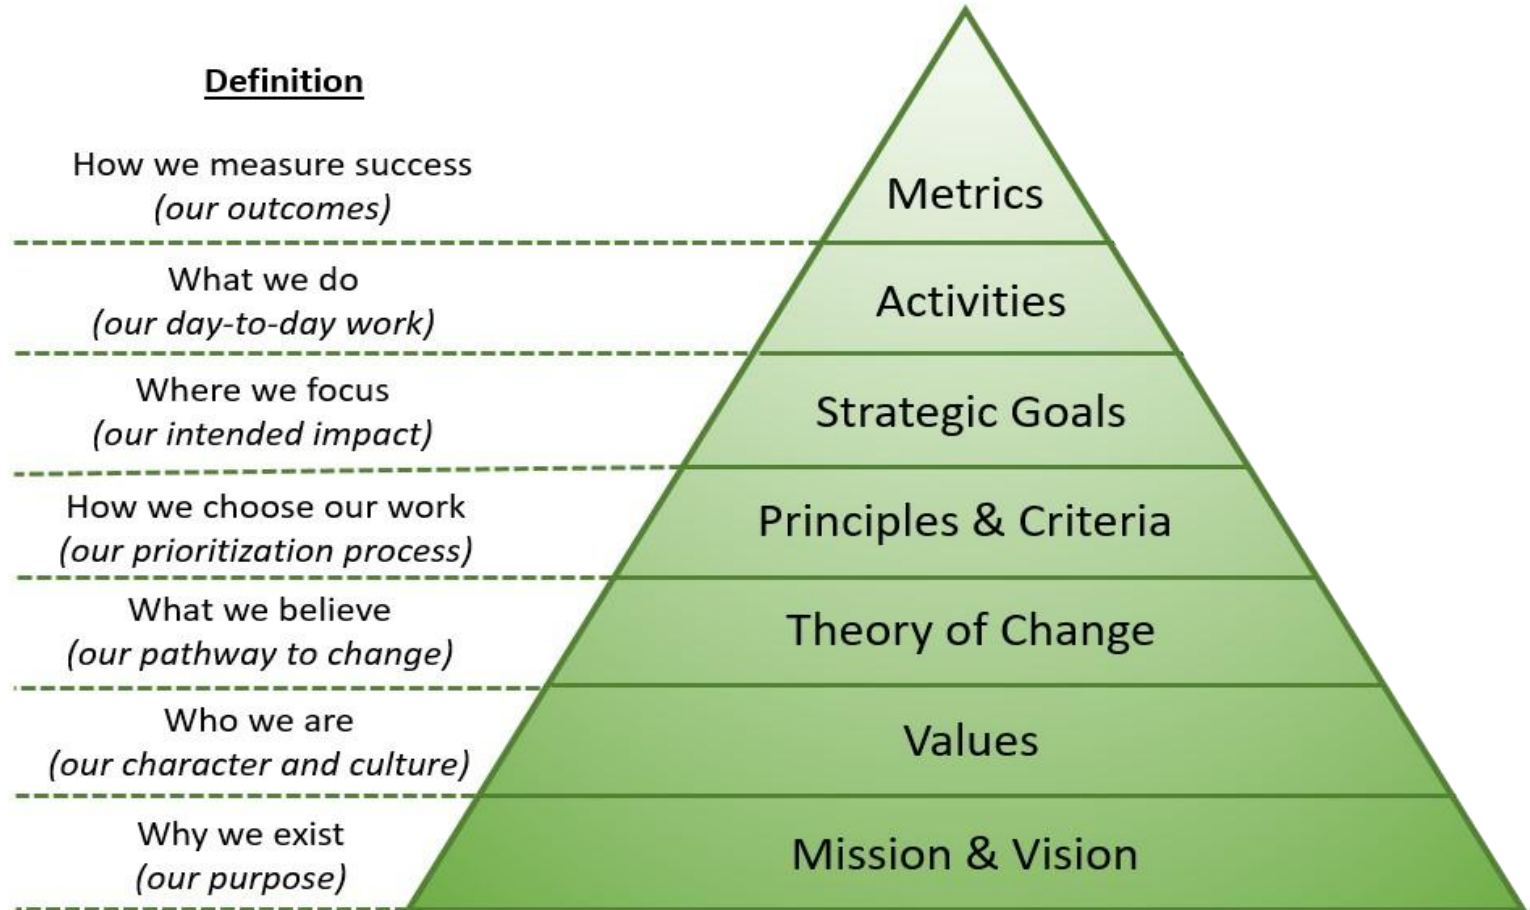 Definition
How we measure success
(our outcomes)
Metrics
What we do
(our day-to-day work)
Activities
Where we focus
(our intended impact)
Strategic Goals
How we choose our work
(our prioritization process)
Principles & Criteria
What we believe
(our pathway to change)
Theory of Change
Who we are
(our character and culture)
Values
Why we exist
(our purpose)
Mission & Vision